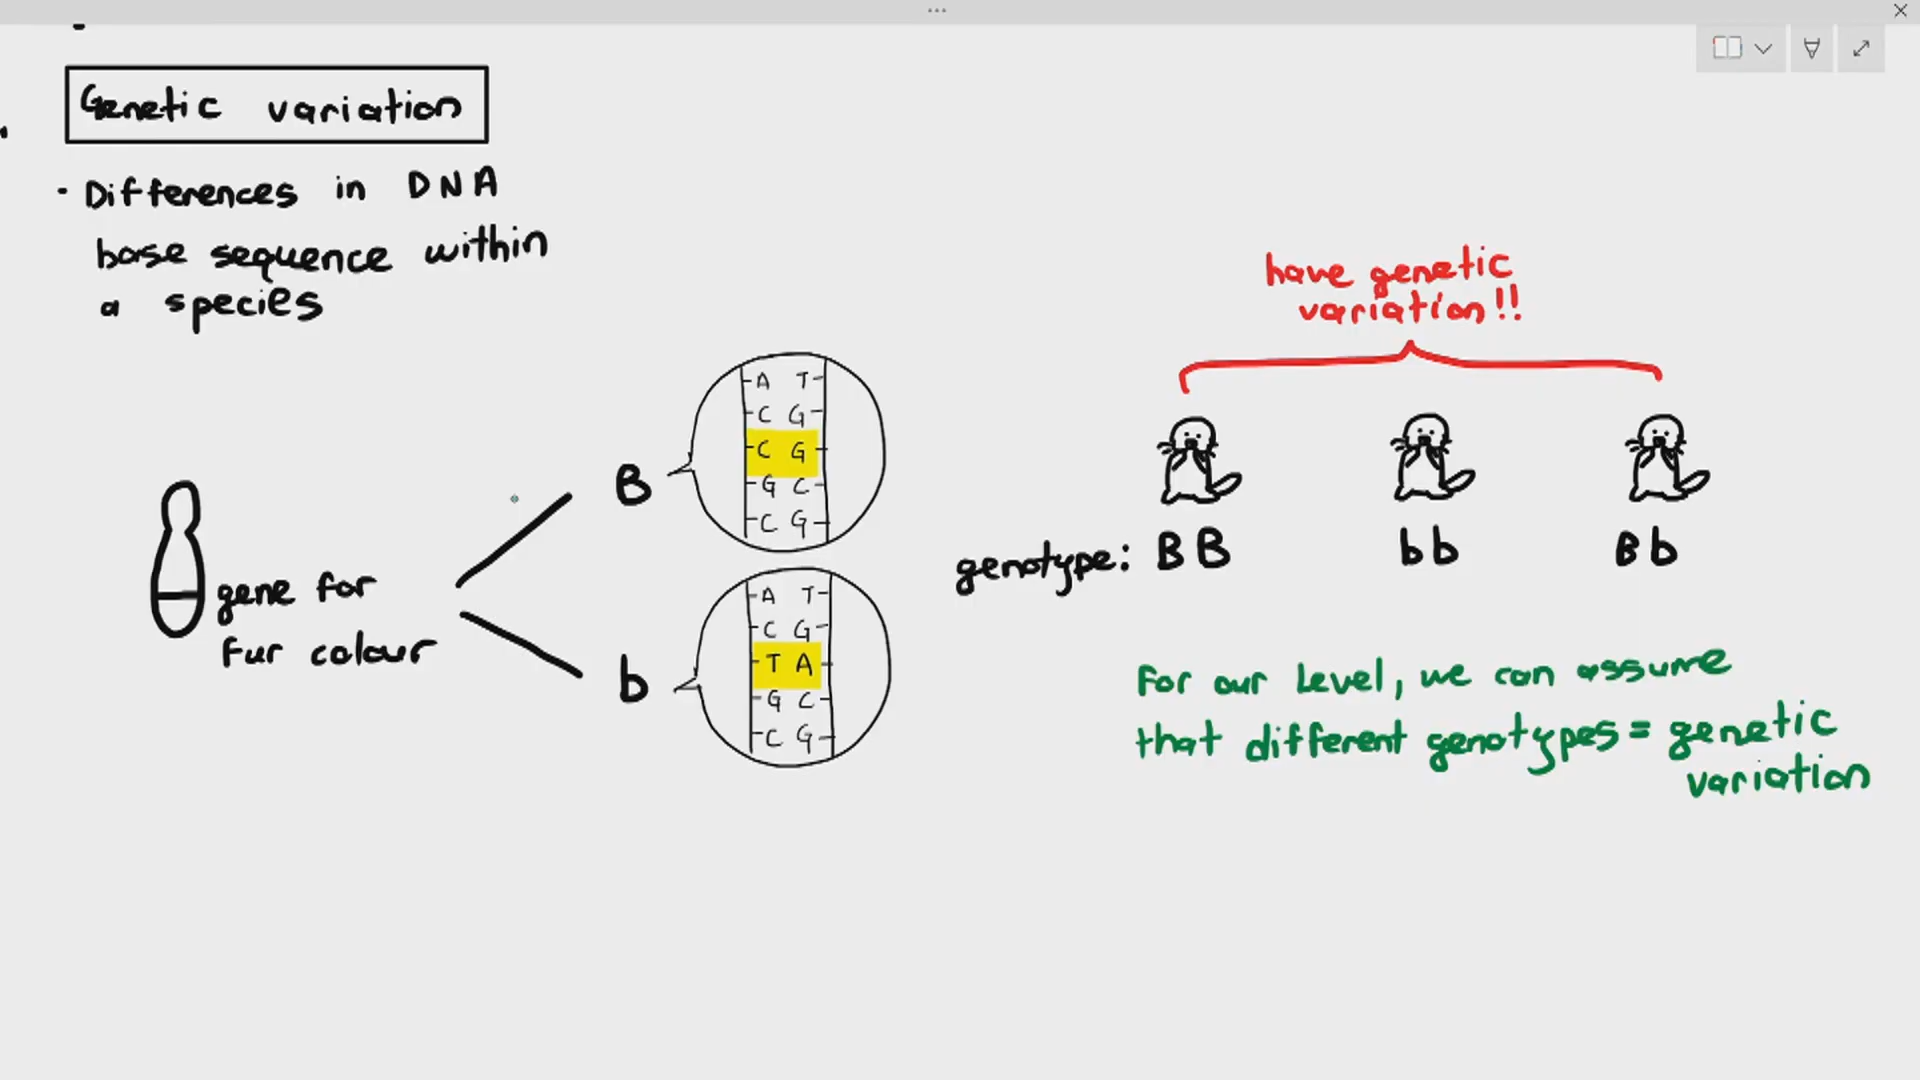 Genetic variation
· Differences in DNA
base sequence within
a species
gene for
fur colour
B
A T
C G
C G
G C
C G
b
A T
C G
T A
G C
C G
have genetic
variation!!
genotype: BB bb Bb
For our level, we can assume
that different genotypes = genetic
variation